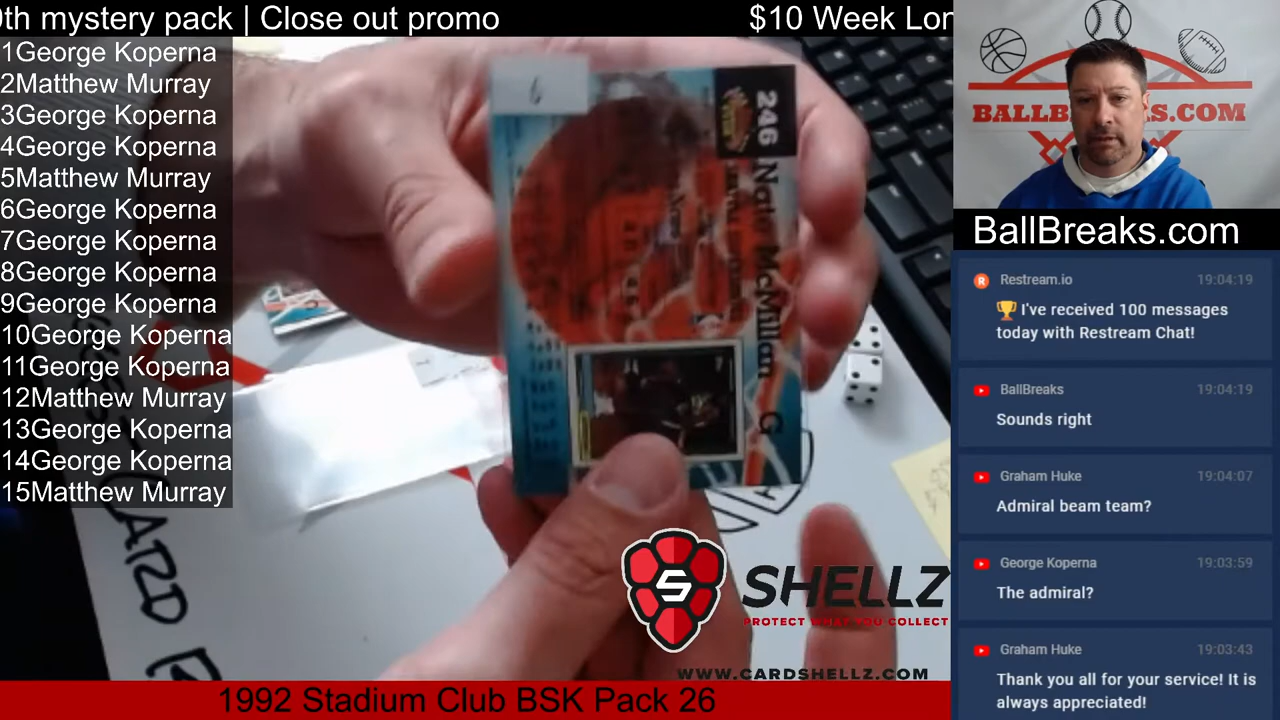 0th mystery pack | Close out promo
$10 Week Lon
1George Koperna
2Matthew Murray
3George Koperna
4George Koperna
5Matthew Murray
6George Koperna
7George Koperna
8George Koperna
9George Koperna
10George Koperna
11George Koperna
12Matthew Murray
13George Koperna
14George Koperna
15Matthew Murray
246 Nate McMillan G
BALLBREAKS.COM
BallBreaks.com
Restream.io 19:04:19
🏆 I've received 100 messages
today with Restream Chat!
BallBreaks 19:04:19
Sounds right
Graham Huke 19:04:07
Admiral beam team?
George Koperna 19:03:59
The admiral?
Graham Huke 19:03:43
Thank you all for your service! It is
always appreciated!
S SHELLZ
PROTECT WHAT YOU COLLECT
WWW.CARDSHELLZ.COM
1992 Stadium Club BSK Pack 26